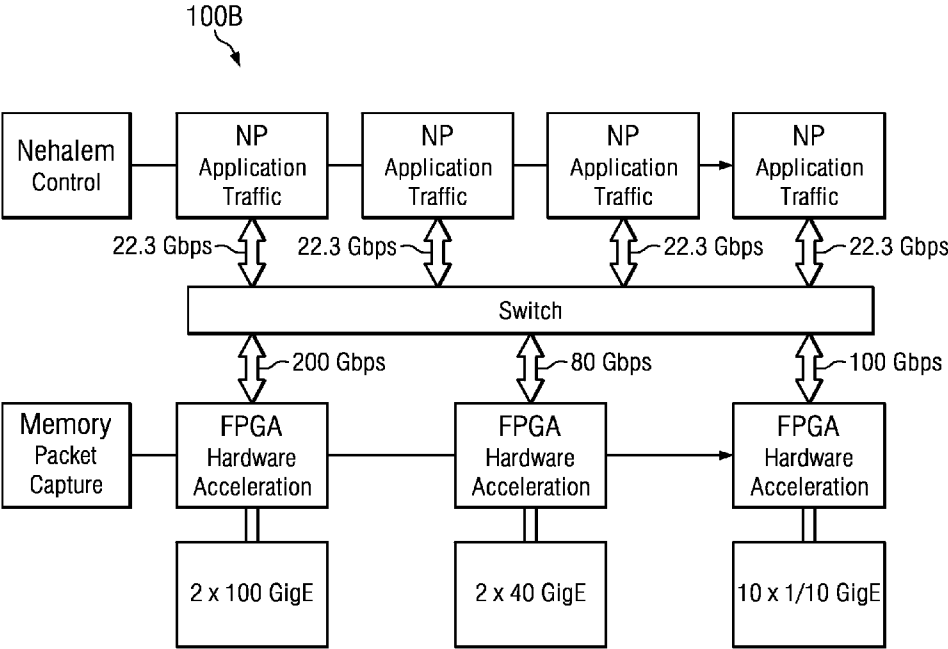 100B
Nehalem
Control
NP
Application
Traffic
NP
Application
Traffic
NP
Application
Traffic
NP
Application
Traffic
22.3 Gbps
22.3 Gbps
22.3 Gbps
22.3 Gbps
Switch
200 Gbps
80 Gbps
100 Gbps
Memory
Packet
Capture
FPGA
Hardware
Acceleration
FPGA
Hardware
Acceleration
FPGA
Hardware
Acceleration
2 x 100 GigE
2 x 40 GigE
10 x 1/10 GigE